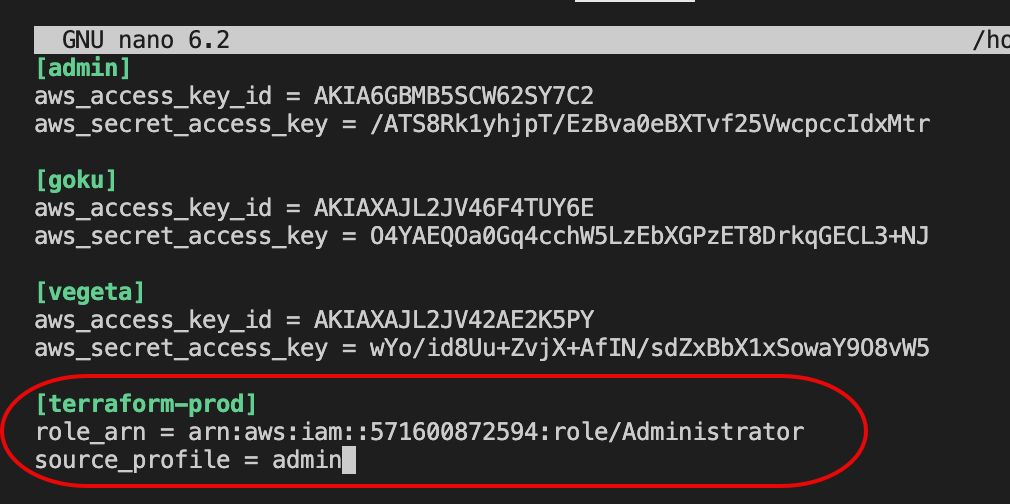 GNU nano 6.2 /ho
[admin]
aws_access_key_id = AKIA6GBMB5SCW62SY7C2
aws_secret_access_key = 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
[goku]
aws_access_key_id = AKIAXAJL2JV46F4TUY6E
aws_secret_access_key = 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
[vegeta]
aws_access_key_id = AKIAXAJL2JV42AE2K5PY
aws_secret_access_key = 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
[terraform-prod]
role_arn = arn:aws:iam::571600872594:role/Administrator
source_profile = admin